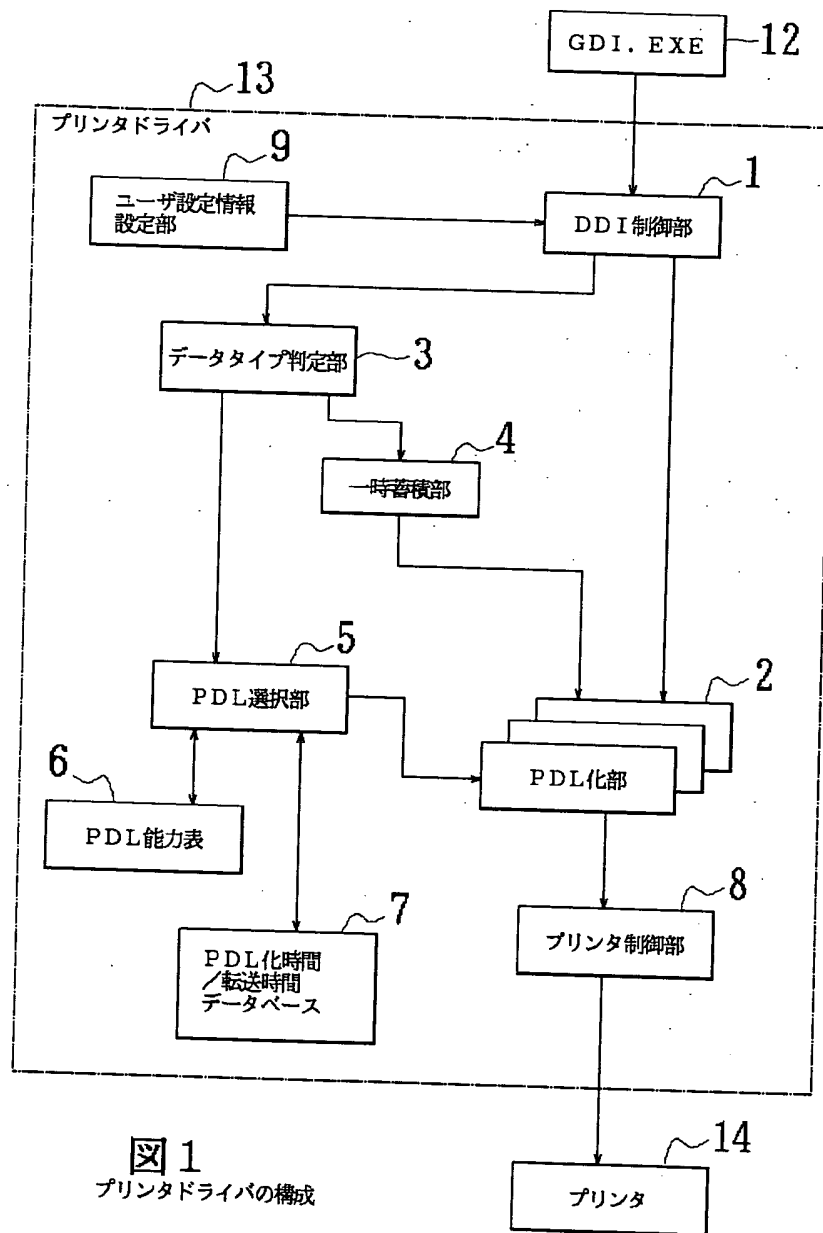 GDI.EXE
12
13
プリンタドライバ
9
ユーザ設定情報
設定部
1
DDI制御部
データタイプ判定部
3
4
一時蓄積部
5
PDL選択部
2
PDL化部
6
PDL能力表
7
PDL化時間
/転送時間
データベース
8
プリンタ制御部
図1
プリンタドライバの構成
14
プリンタ